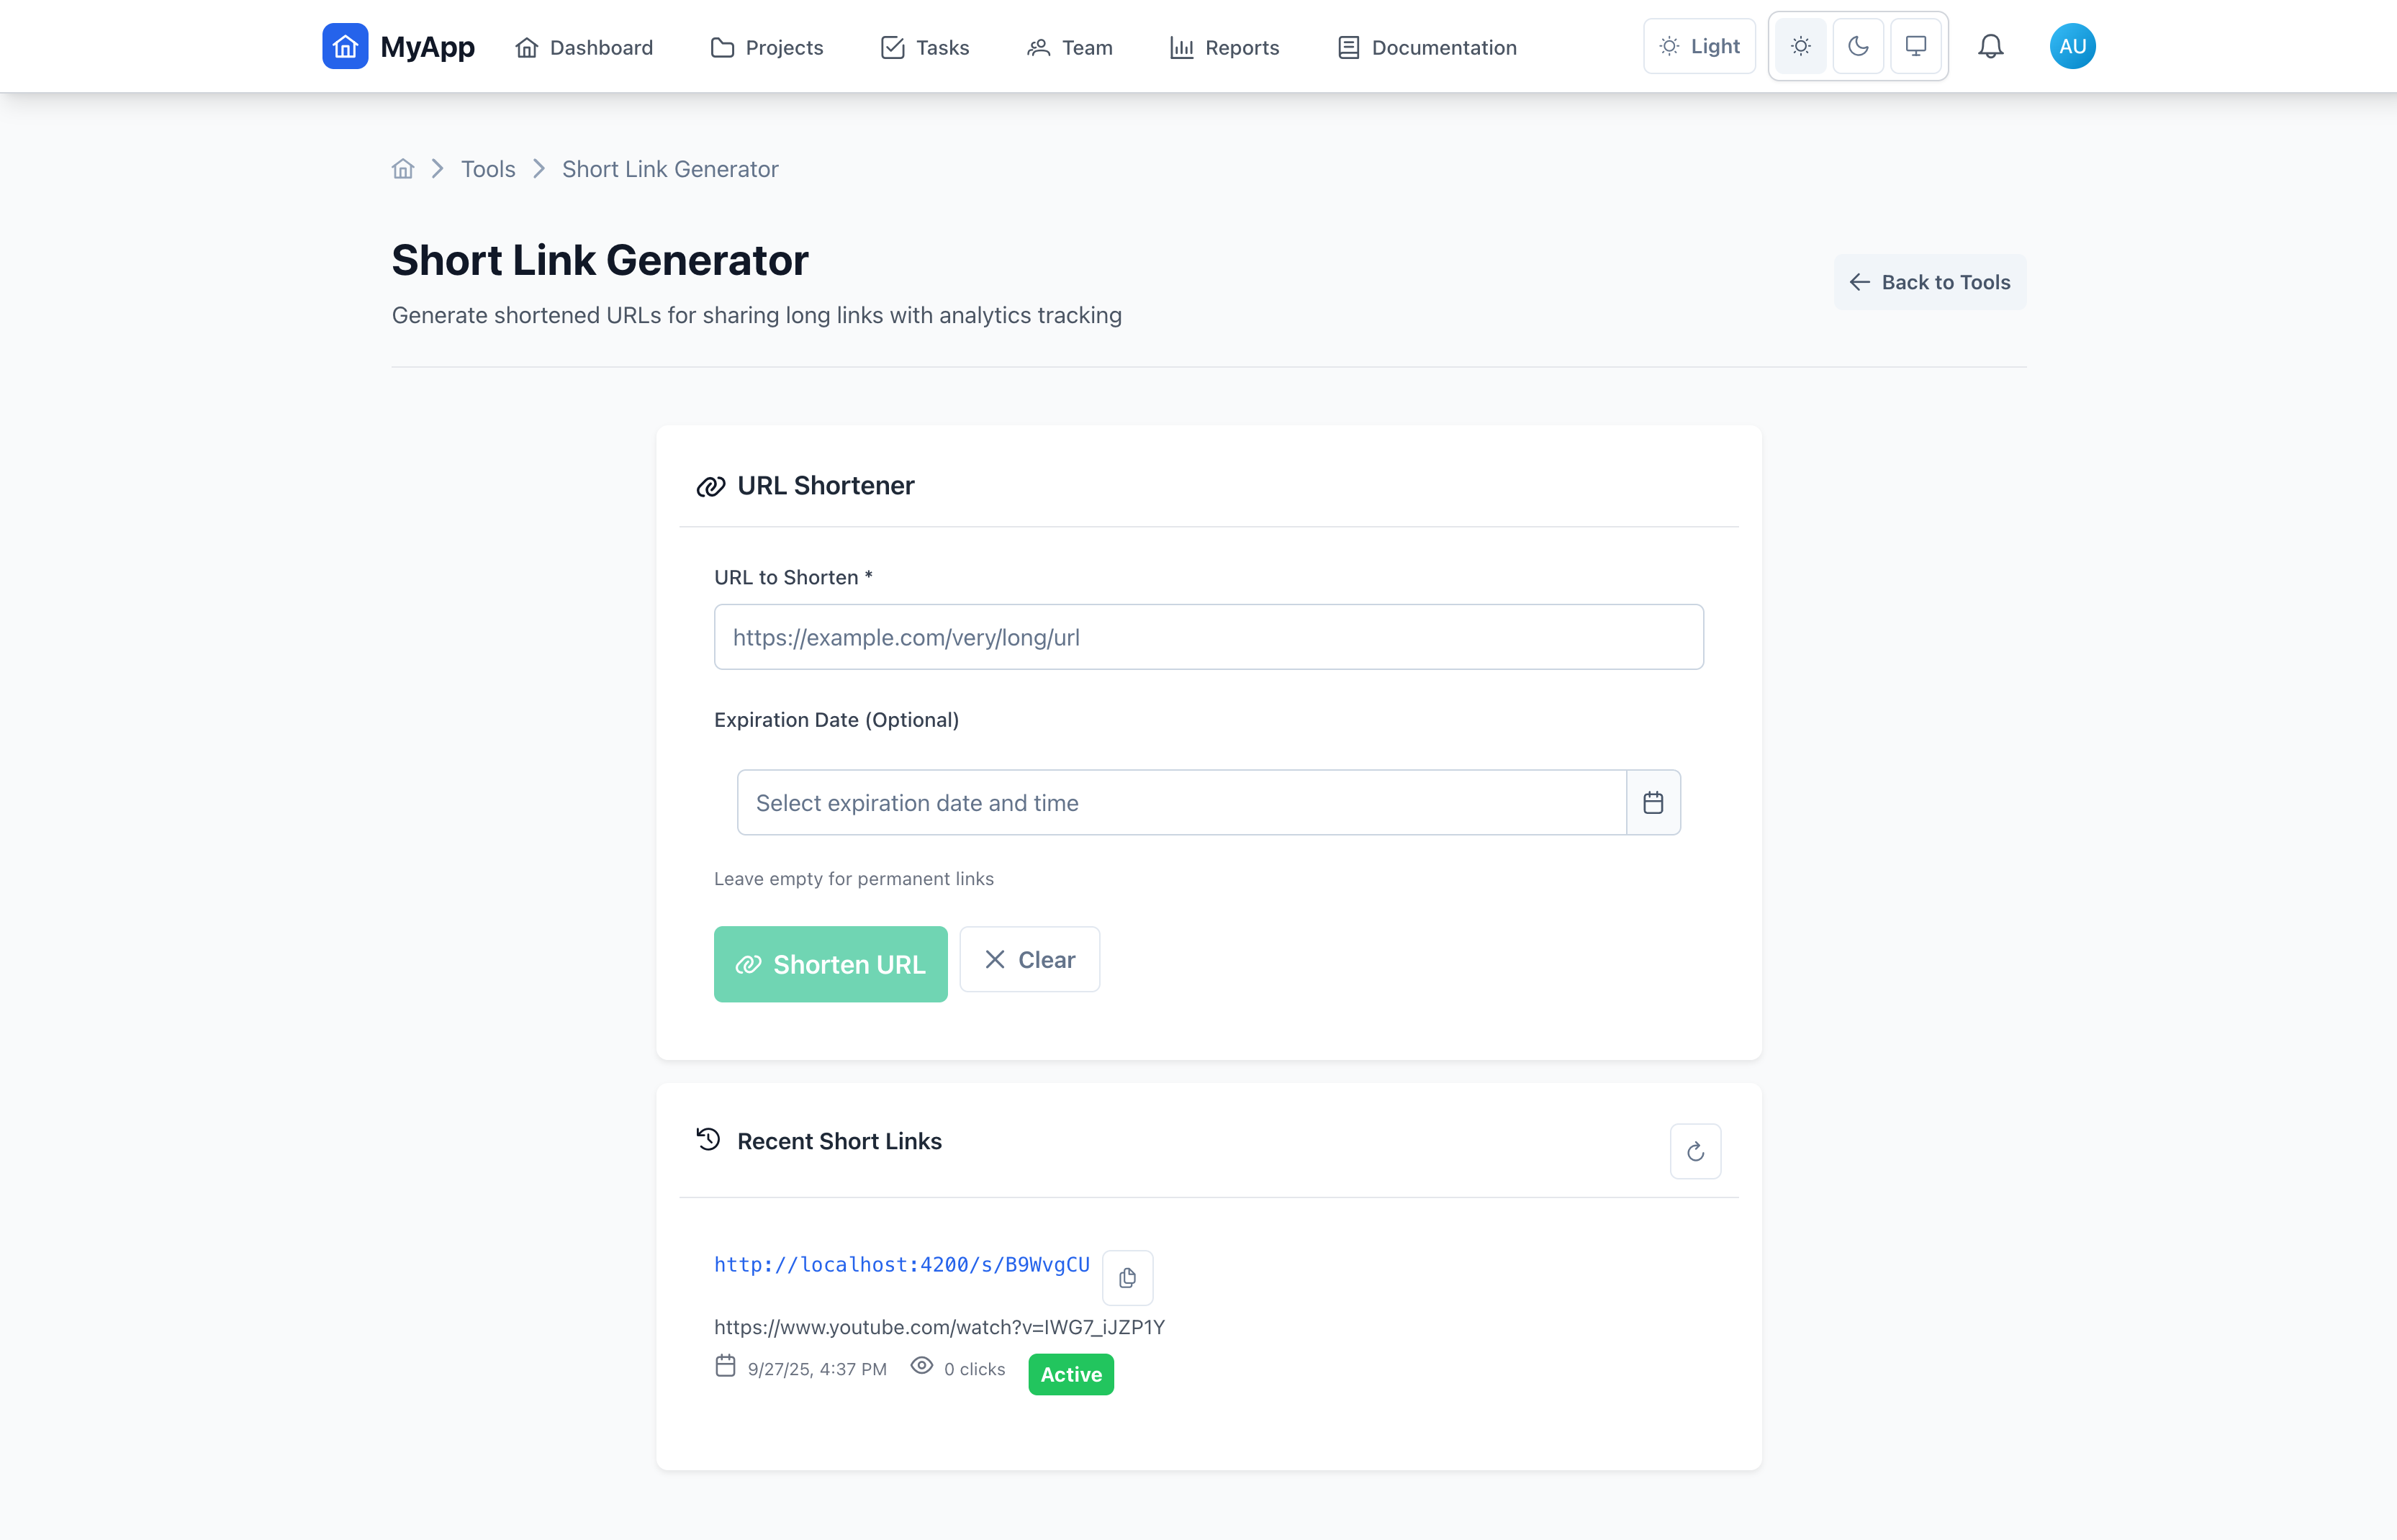 MyApp Dashboard Projects Tasks Team Reports Documentation Light AU
Tools Short Link Generator
Short Link Generator
Generate shortened URLs for sharing long links with analytics tracking
Back to Tools
URL Shortener
URL to Shorten *
https://example.com/very/long/url
Expiration Date (Optional)
Select expiration date and time
Leave empty for permanent links
Shorten URL Clear
Recent Short Links
http://localhost:4200/s/B9WvgCU
https://www.youtube.com/watch?v=IWG7_iJZP1Y
9/27/25, 4:37 PM 0 clicks Active